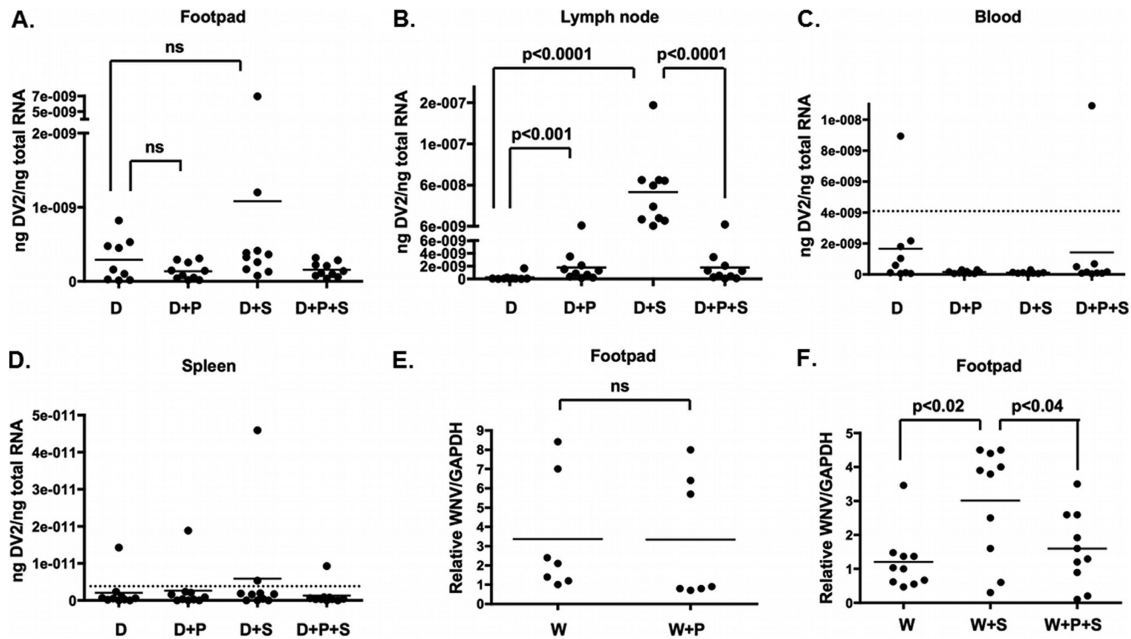 A.
Footpad
ns
ng DV2/ng total RNA
7e-009
5e-009
2e-009
ns
1e-009
0
D D+P D+S D+P+S
B.
Lymph node
p<0.0001 p<0.0001
ng DV2/ng total RNA
2e-007
p<0.001
1e-007
6e-008
6e-009
6e-009
4e-009
2e-009
0
D D+P D+S D+P+S
C.
Blood
ng DV2/ng total RNA
1e-008
8e-009
6e-009
4e-009
2e-009
0
D D+P D+S D+P+S
D.
Spleen
ng DV2/ng total RNA
5e-011
4e-011
3e-011
2e-011
1e-011
0
D D+P D+S D+P+S
E.
Footpad
ns
Relative WNV/GAPDH
9
8
7
6
5
4
3
2
1
0
W W+P
F.
Footpad
p<0.02 p<0.04
Relative WNV/GAPDH
5
4
3
2
1
0
W W+S W+P+S